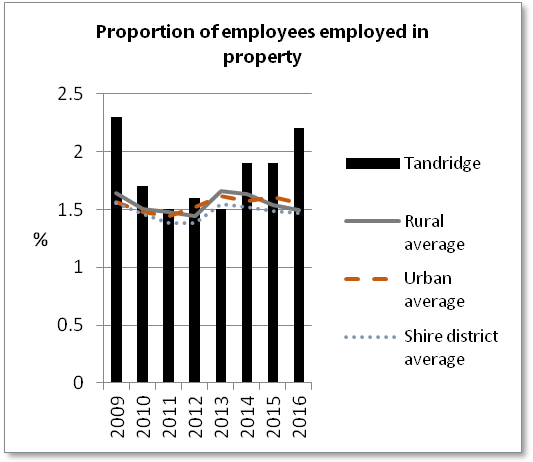 Proportion of employees employed in
property
2.5
2
1.5
1
0.5
0
%
2009
2010
2011
2012
2013
2014
2015
2016
Tandridge
Rural
average
Urban
average
Shire district
average